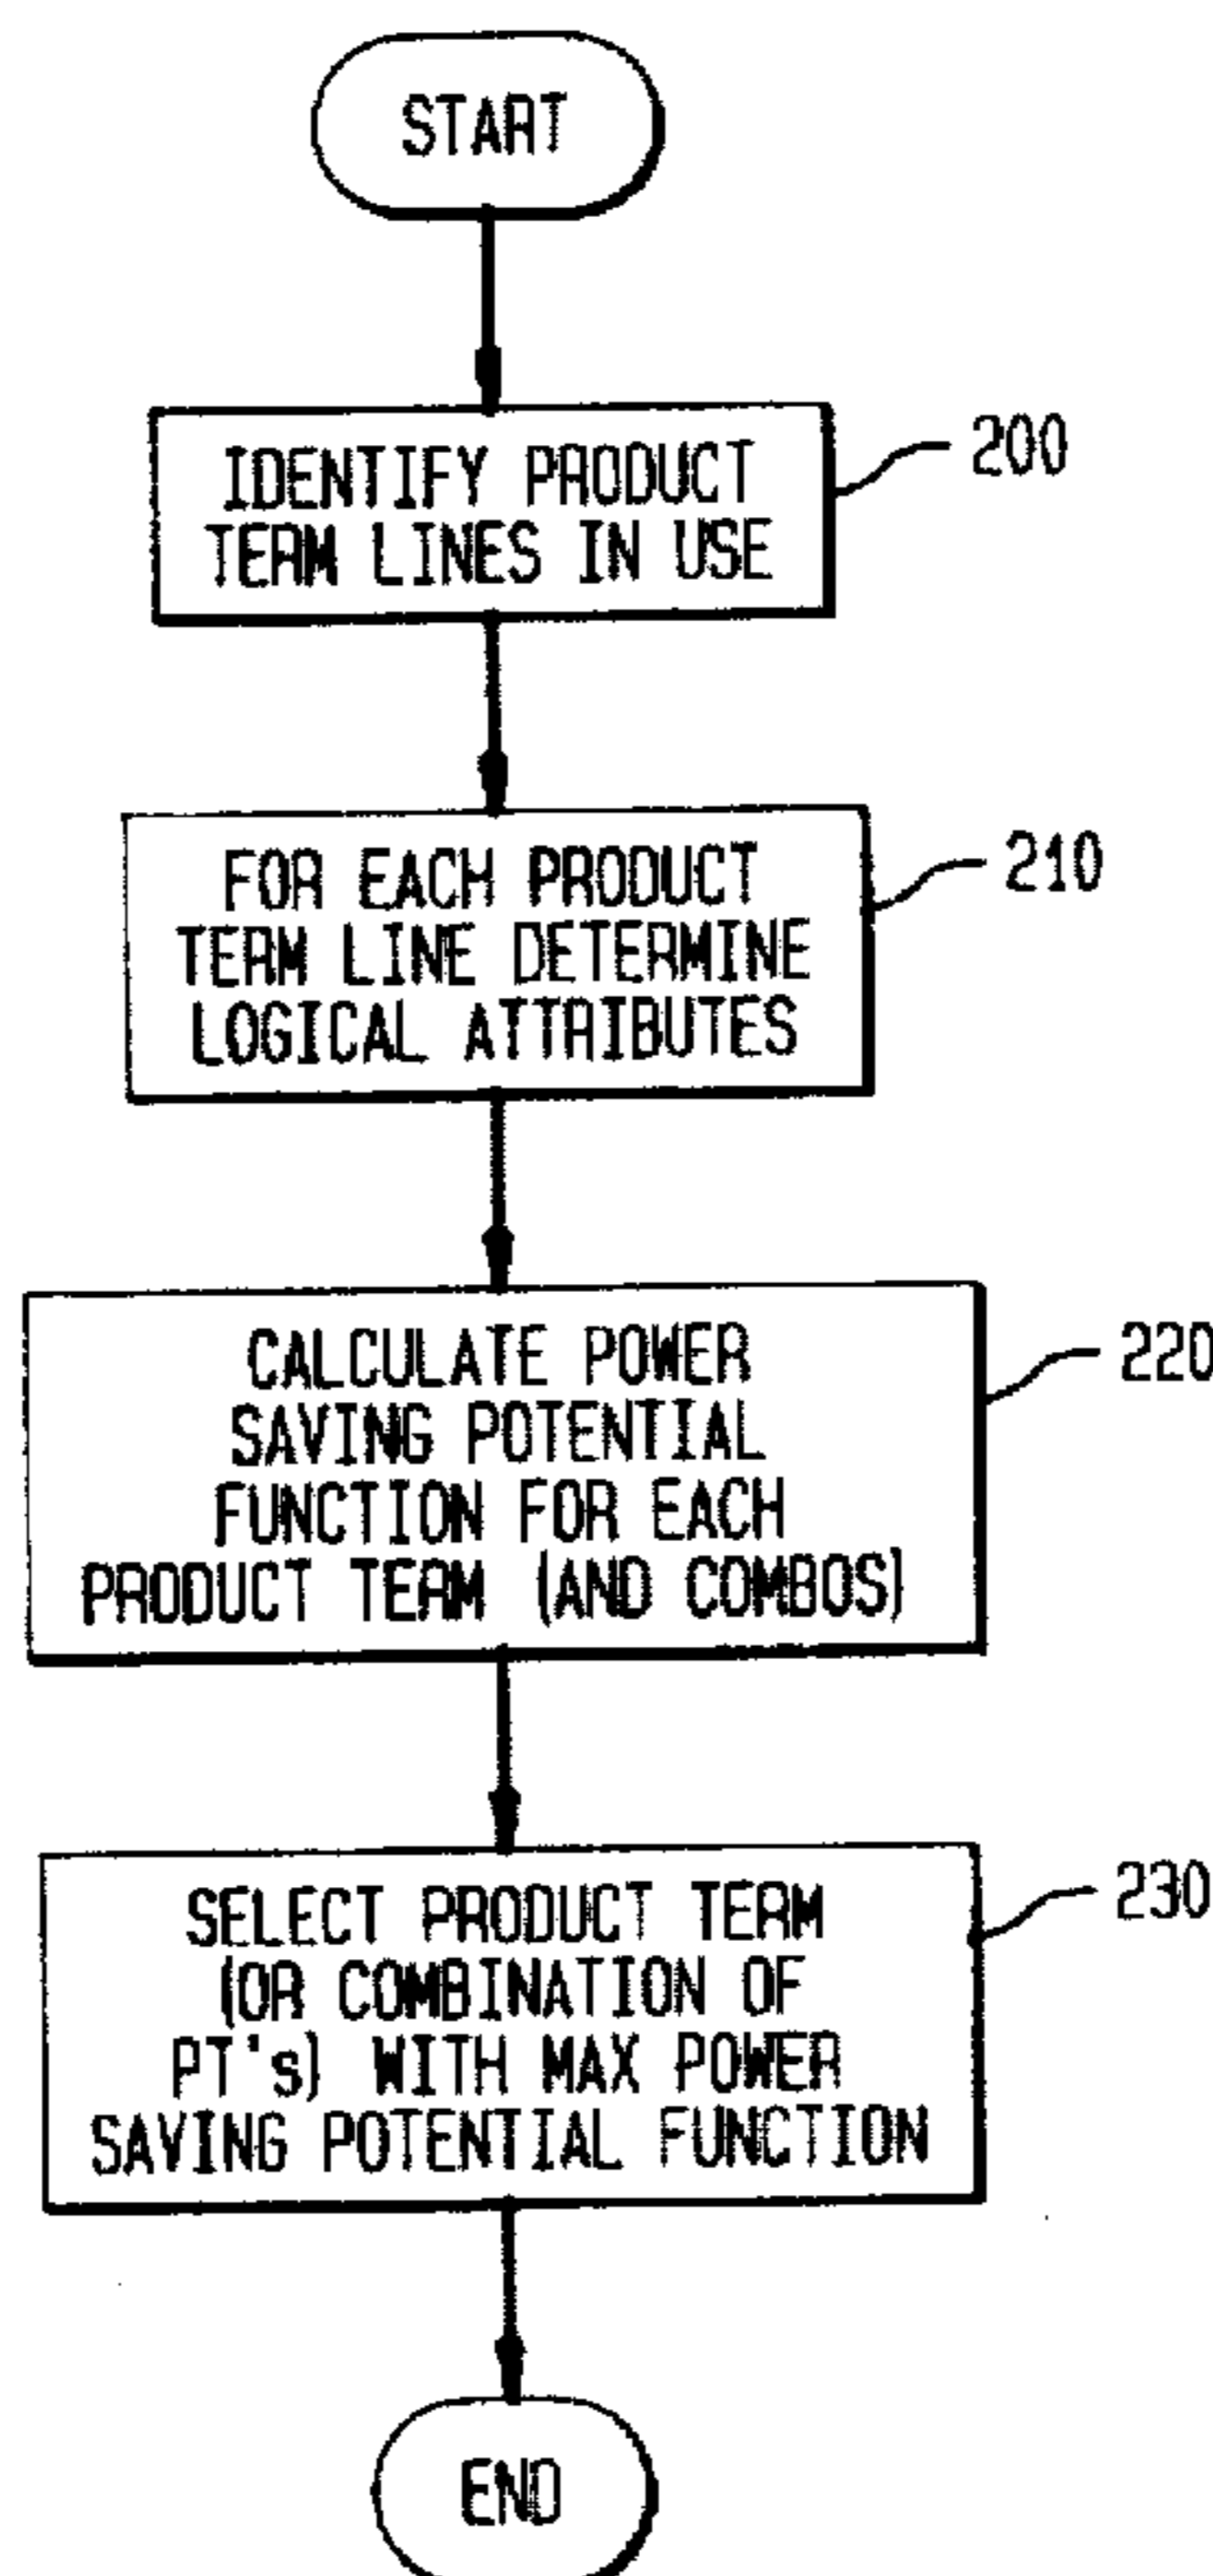 START
IDENTIFY PRODUCT
TERM LINES IN USE
200
FOR EACH PRODUCT
TERM LINE DETERMINE
LOGICAL ATTRIBUTES
210
CALCULATE POWER
SAVING POTENTIAL
FUNCTION FOR EACH
PRODUCT TERM (AND COMBOS)
220
SELECT PRODUCT TERM
(OR COMBINATION OF
PT's) WITH MAX POWER
SAVING POTENTIAL FUNCTION
230
END